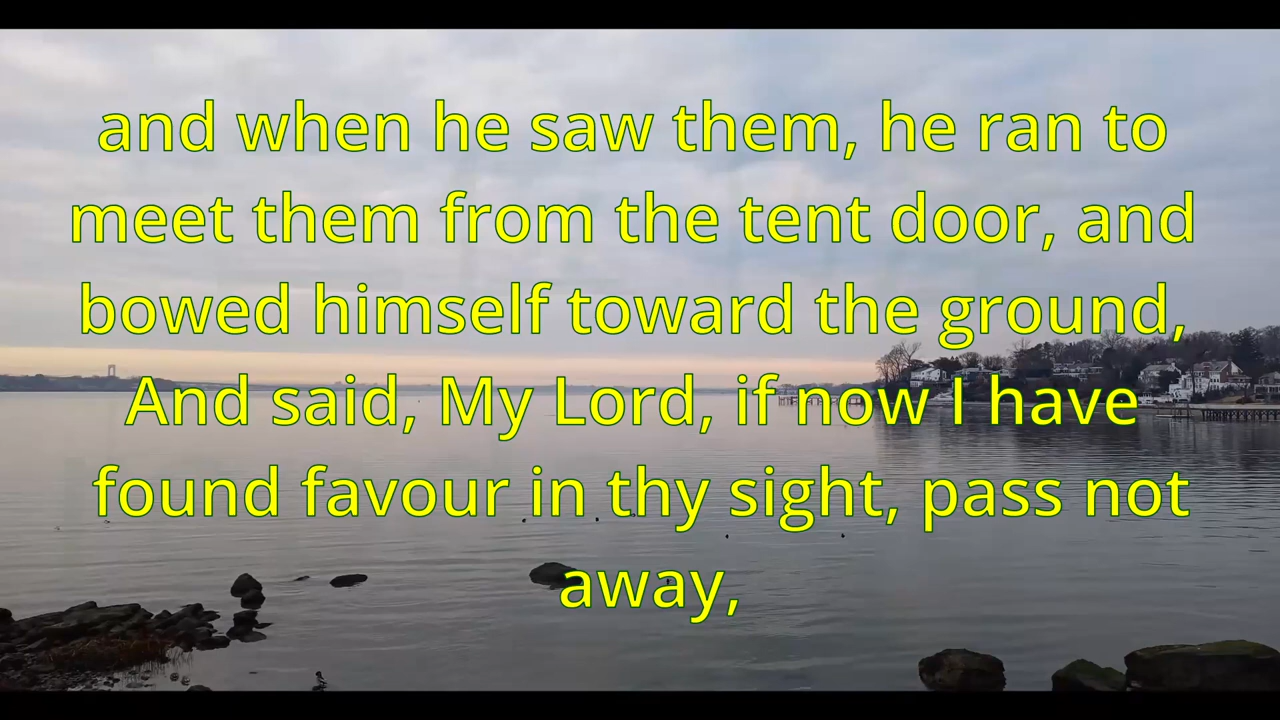 and when he saw them, he ran to
meet them from the tent door, and
bowed himself toward the ground,
And said, My Lord, if now I have
found favour in thy sight, pass not
away,